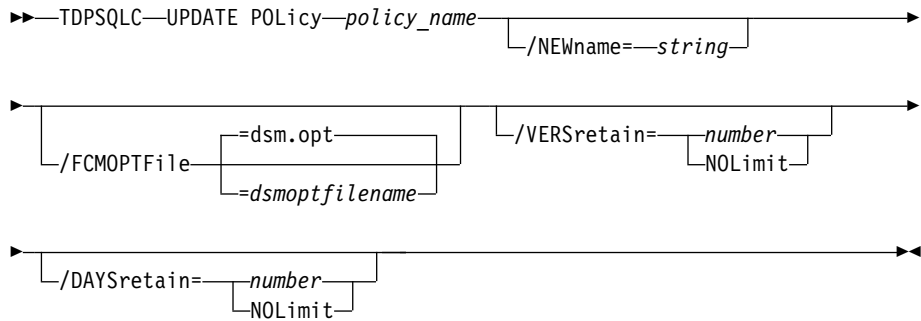 TDPSQLC UPDATE POLicy policy_name
/NEWname= string
=dsm.opt
/FCMOPTFile
=dsmoptfilename
/VERSretain= number
NOLimit
/DAYSretain= number
NOLimit